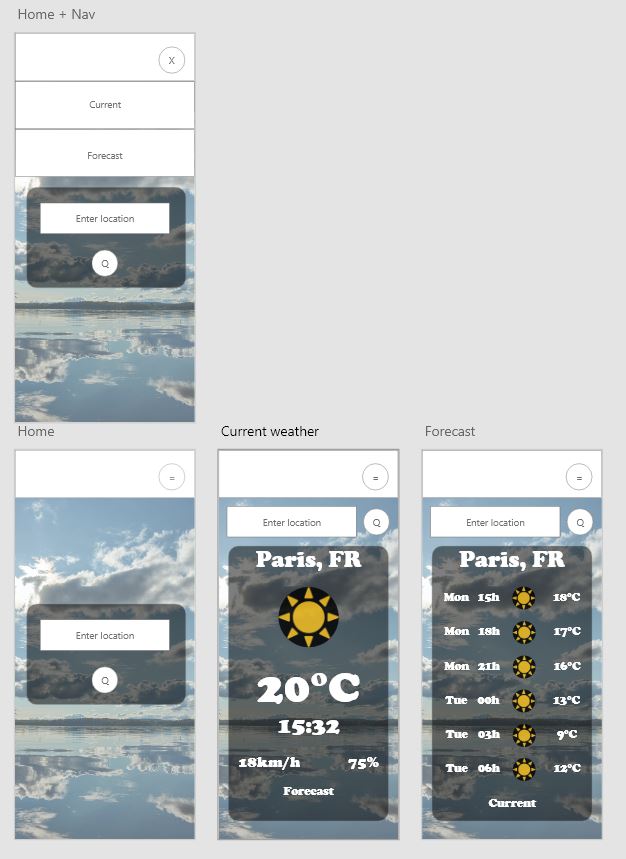 Home + Nav
X
Current
Forecast
Enter location
Q
Home
=
Enter location
Q
Current weather
=
Enter location Q
Paris, FR
20°C
15:32
18km/h 75%
Forecast
Forecast
=
Enter location Q
Paris, FR
Mon 15h 18°C
Mon 18h 17°C
Mon 21h 16°C
Tue 00h 13°C
Tue 03h 9°C
Tue 06h 12°C
Current